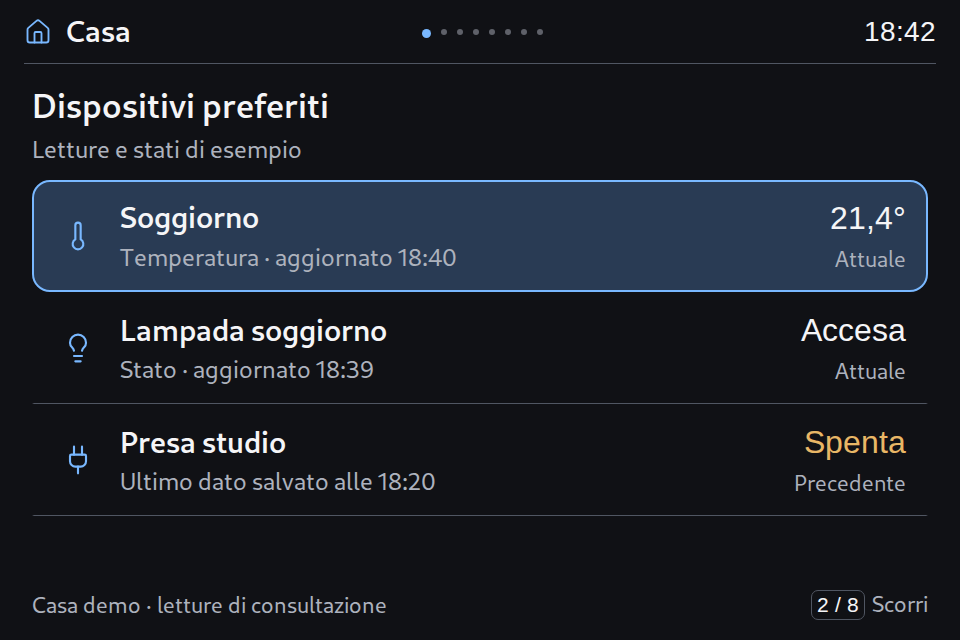 Casa
18:42
Dispositivi preferiti
Letture e stati di esempio
Soggiorno
21,4°
Temperatura · aggiornato 18:40
Attuale
Lampada soggiorno
Accesa
Stato · aggiornato 18:39
Attuale
Presa studio
Spenta
Ultimo dato salvato alle 18:20
Precedente
Casa demo · letture di consultazione
2 / 8 Scorri